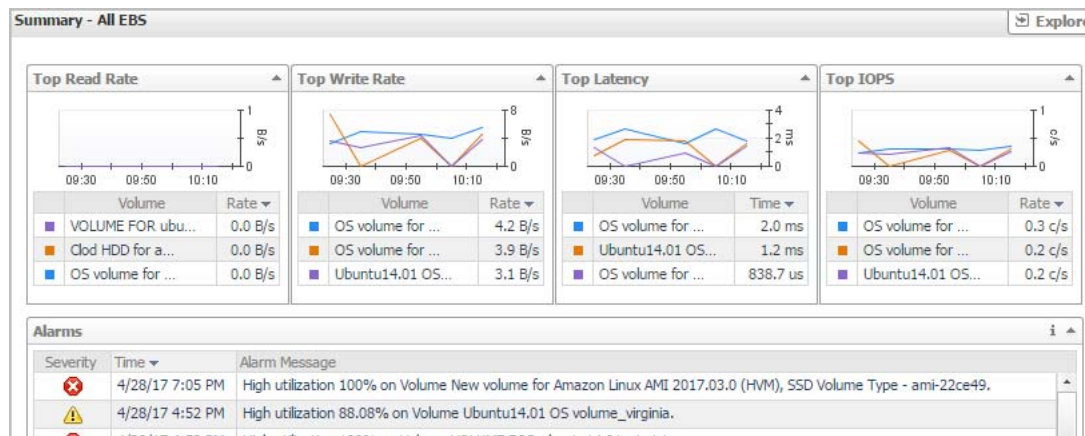 Summary - All EBS
Explore
Top Read Rate
1
B/s
0
09:30 09:50 10:10
Volume Rate
VOLUME FOR ubu... 0.0 B/s
Clod HDD for a... 0.0 B/s
OS volume for ... 0.0 B/s
Top Write Rate
8
B/s
0
09:30 09:50 10:10
Volume Rate
OS volume for ... 4.2 B/s
OS volume for ... 3.9 B/s
Ubuntu14.01 OS... 3.1 B/s
Top Latency
4
2
ms
0
09:30 09:50 10:10
Volume Time
OS volume for ... 2.0 ms
Ubuntu14.01 OS... 1.2 ms
OS volume for ... 838.7 us
Top IOPS
1
c/s
0
09:30 09:50 10:10
Volume Rate
OS volume for ... 0.3 c/s
OS volume for ... 0.2 c/s
Ubuntu14.01 OS... 0.2 c/s
Alarms
i
Severity Time Alarm Message
4/28/17 7:05 PM High utilization 100% on Volume New volume for Amazon Linux AMI 2017.03.0 (HVM), SSD Volume Type - ami-22ce49.
4/28/17 4:52 PM High utilization 88.08% on Volume Ubuntu14.01 OS volume_virginia.